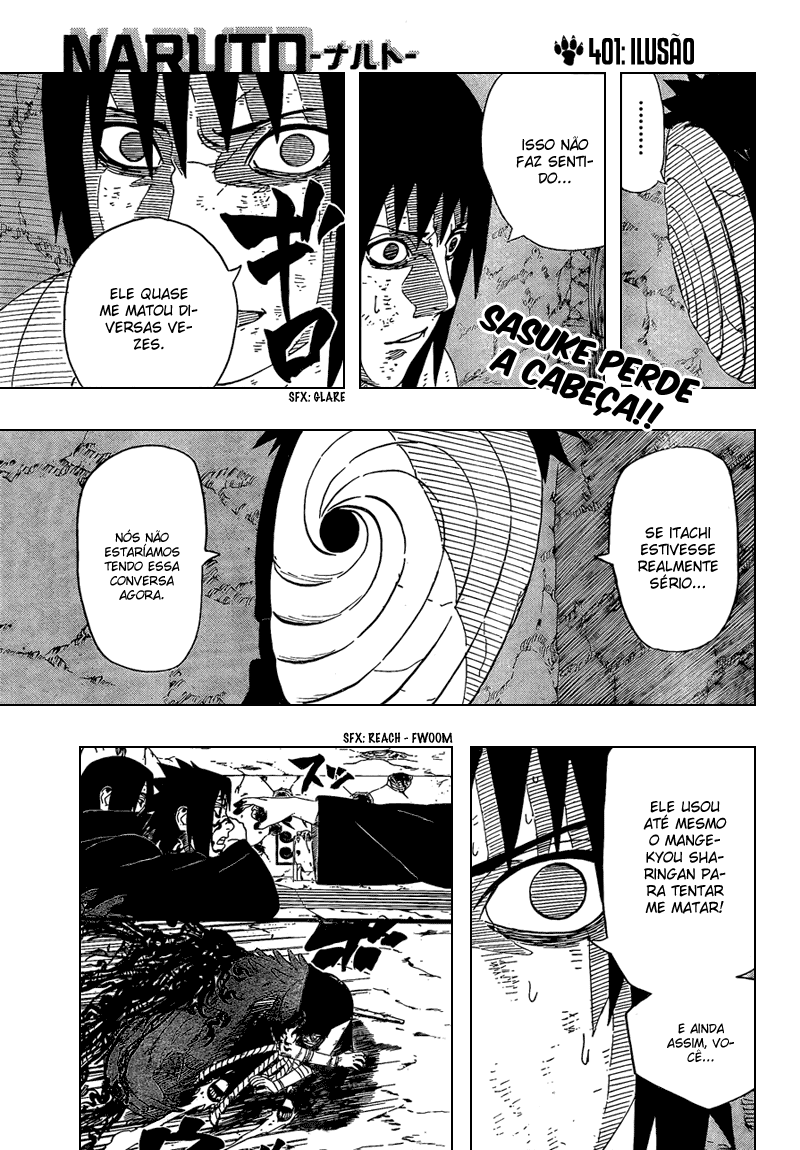 NARUTO -ナルト-
401: ILUSÃO
.........
ISSO NÃO
FAZ SENTI-
DO...
SASUKE PERDE
A CABEÇA!!
ELE QUASE
ME MATOU DI-
VERSAS VE-
ZES.
ギロ
SFX: GLARE
SE ITACHI
ESTIVESSE
REALMENTE
SÉRIO...
NÓS NÃO
ESTARÍAMOS
TENDO ESSA
CONVERSA
AGORA.
ELE USOU
ATÉ MESMO
O MANGE-
KYOU SHA-
RINGAN PA-
RA TENTAR
ME MATAR!
E AINDA
ASSIM, VO-
CÊ...
SFX: REACH - FWOOM
スッ